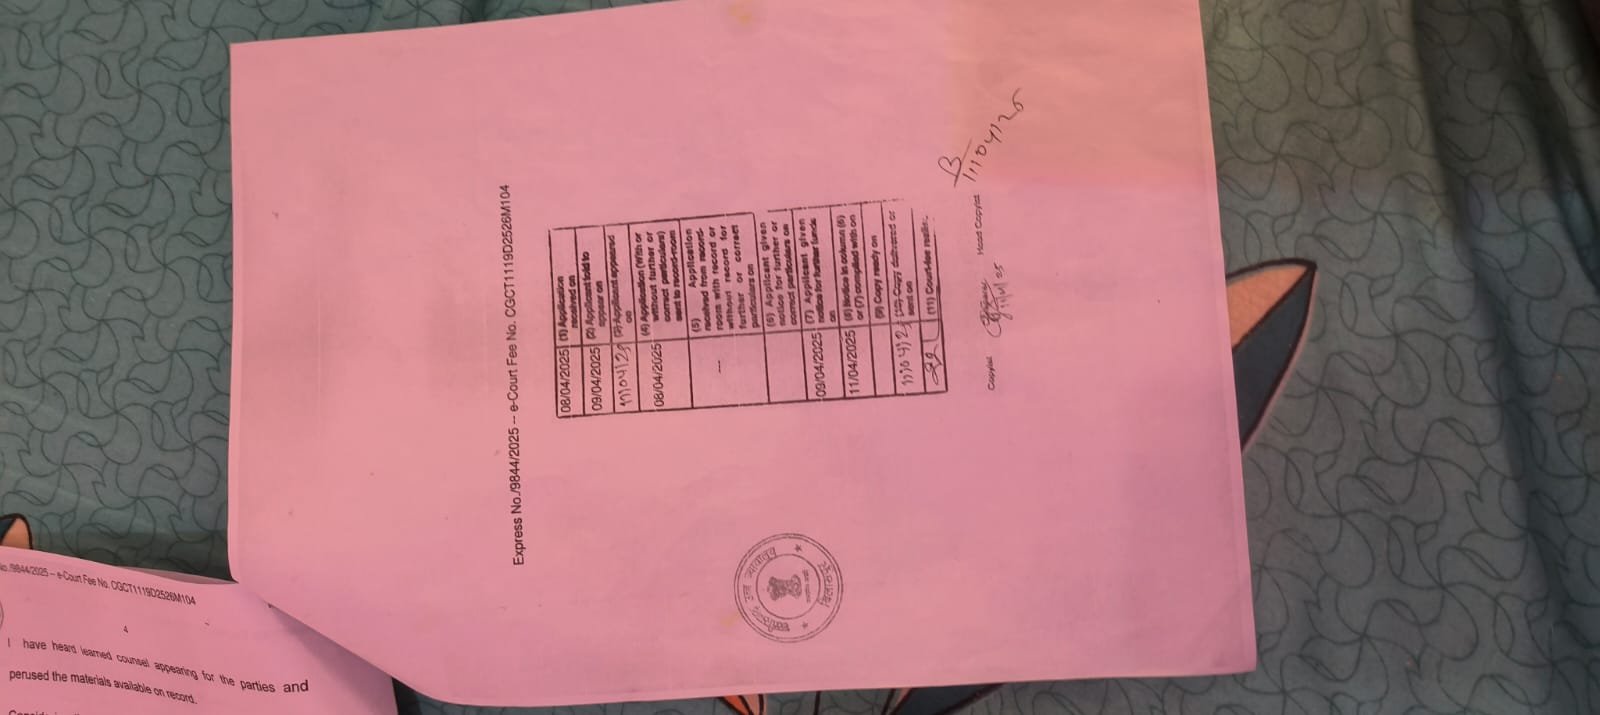 Express No./9844/2025 -- e-Court Fee No. CGCT1119D2526M104
08/04/2025 (1) Application
received on
09/04/2025 (2) Applicant told to
appear on
11/04/25 (3) Applicant appeared
on
08/04/2025 (4) Application (With or
without further or
correct particulars)
sent to record-room
--- (5) Application
received from record-
room with record or
without record for
further or correct
particulars on
(6) Applicant given
notice for further or
correct particulars on
09/04/2025 (7) Applicant given
notice for further funds
on
11/04/2025 (8) Notice in column (6)
or (7) complied with on
(9) Copy ready on
11/04/25 (10) Copy delivered or
sent on
(11) Court-fee realise.
Copyist
Head Copyist
11/04/25
उच्च न्यायालय
बिलासपुर
/9844/2025 -- e-Court Fee No. CGCT1119D2526M104
4
I have heard learned counsel appearing for the parties and
perused the materials available on record.